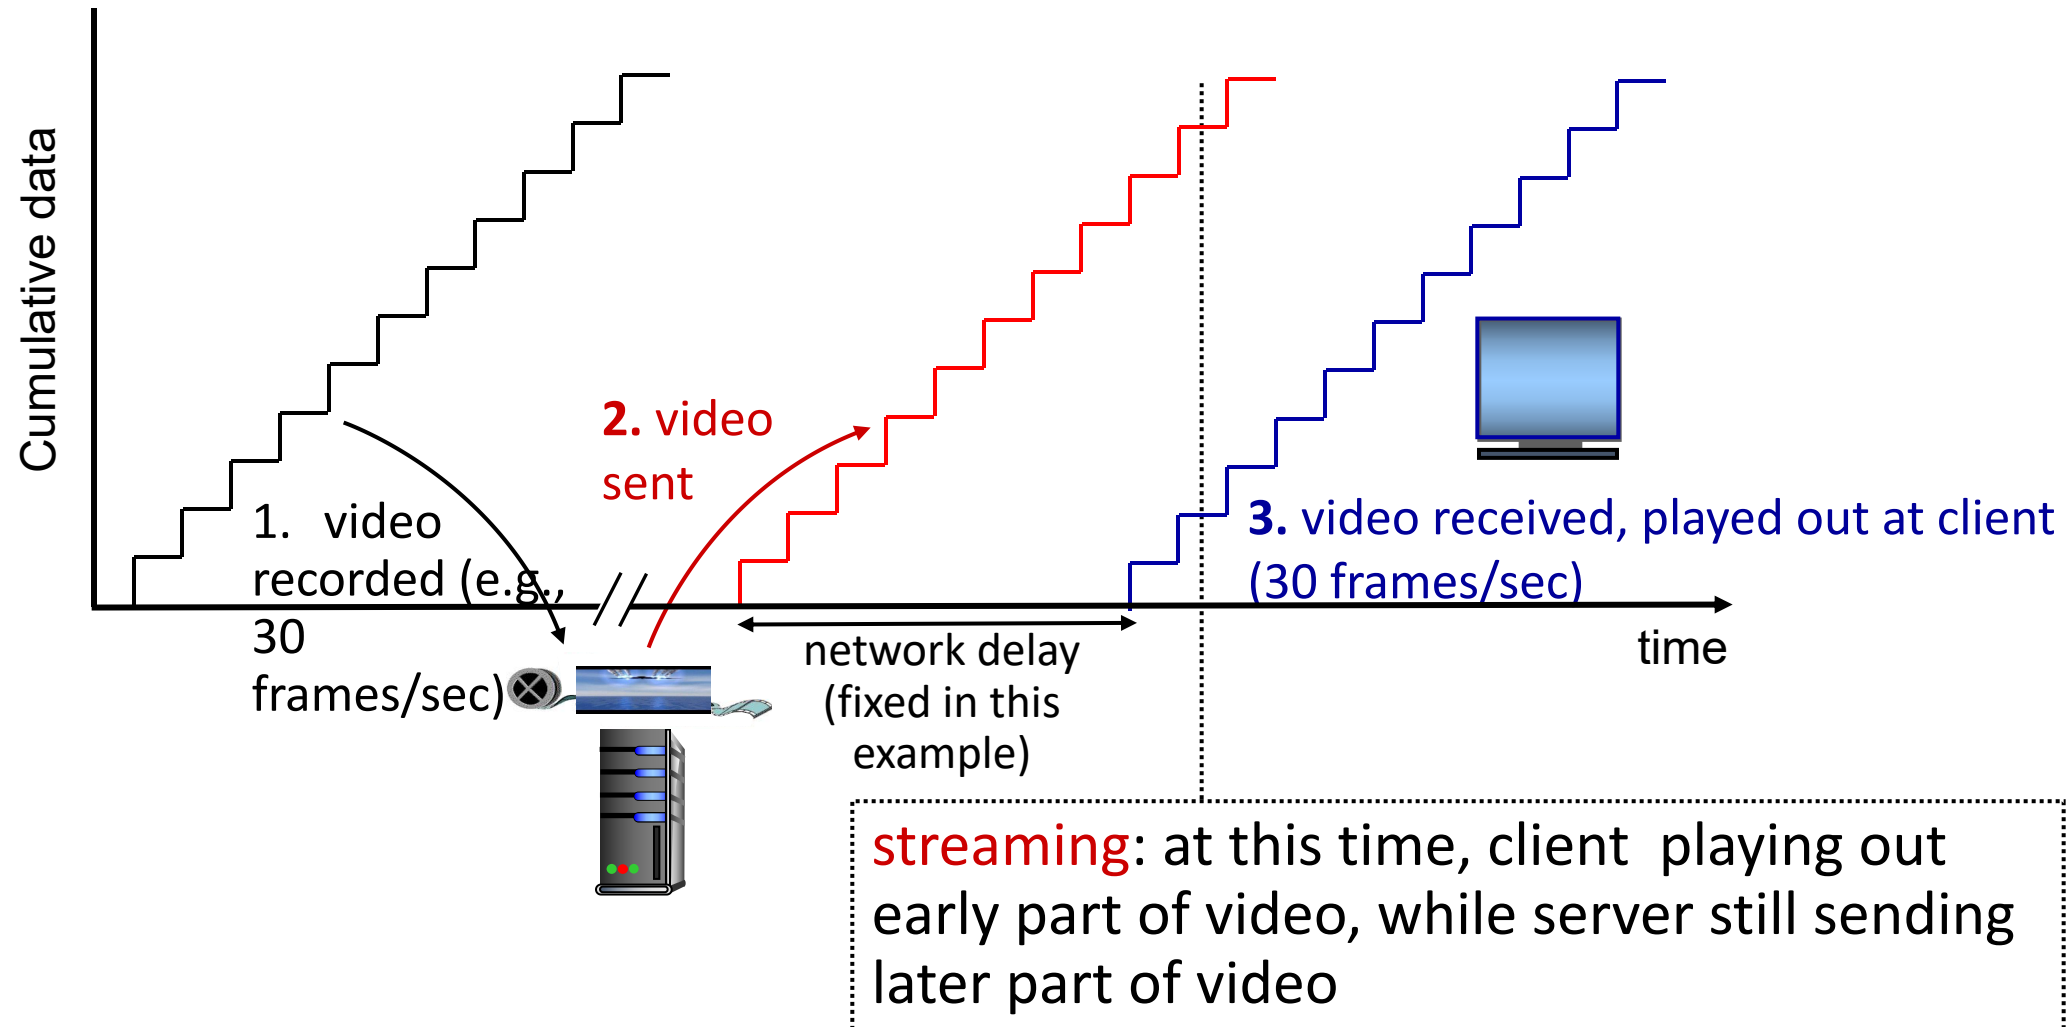 Cumulative data
1. video
recorded (e.g.,
30
frames/sec)
2. video
sent
3. video received, played out at client
(30 frames/sec)
time
network delay
(fixed in this
example)
streaming: at this time, client playing out
early part of video, while server still sending
later part of video